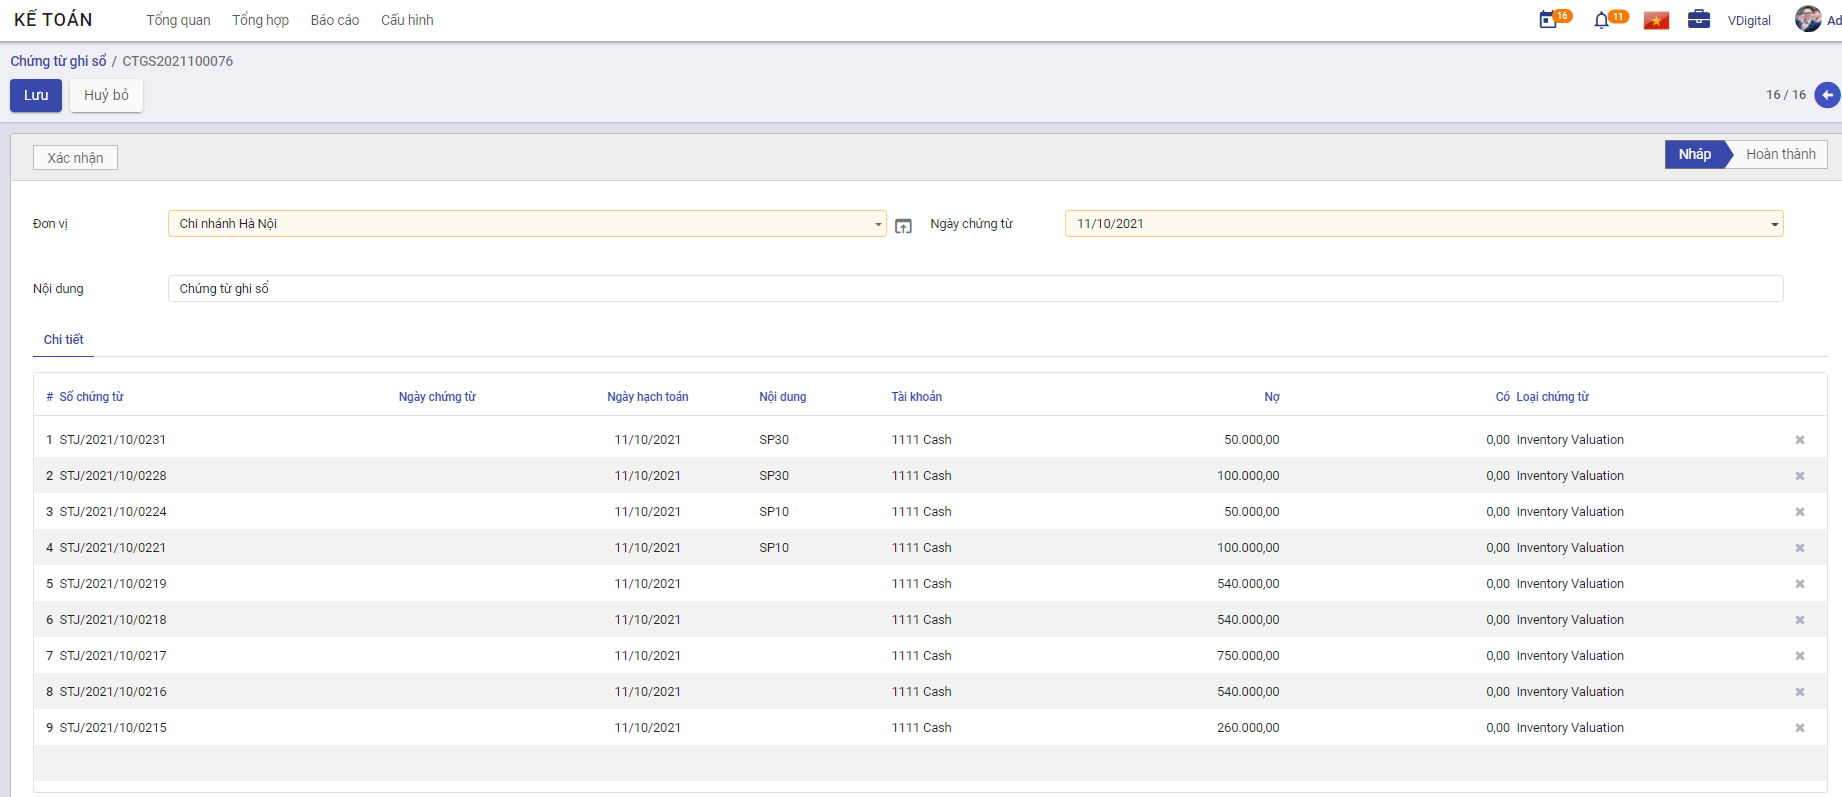 KẾ TOÁN Tổng quan Tổng hợp Báo cáo Cấu hình 16 11 VDigital Ad
Chứng từ ghi sổ / CTGS2021100076
Lưu Huỷ bỏ 16 / 16
Xác nhận Nháp Hoàn thành
Đơn vị Chi nhánh Hà Nội Ngày chứng từ 11/10/2021
Nội dung Chứng từ ghi sổ
Chi tiết
# Số chứng từ Ngày chứng từ Ngày hạch toán Nội dung Tài khoản Nợ Có Loại chứng từ
1 STJ/2021/10/0231 11/10/2021 SP30 1111 Cash 50.000,00 0,00 Inventory Valuation
2 STJ/2021/10/0228 11/10/2021 SP30 1111 Cash 100.000,00 0,00 Inventory Valuation
3 STJ/2021/10/0224 11/10/2021 SP10 1111 Cash 50.000,00 0,00 Inventory Valuation
4 STJ/2021/10/0221 11/10/2021 SP10 1111 Cash 100.000,00 0,00 Inventory Valuation
5 STJ/2021/10/0219 11/10/2021 1111 Cash 540.000,00 0,00 Inventory Valuation
6 STJ/2021/10/0218 11/10/2021 1111 Cash 540.000,00 0,00 Inventory Valuation
7 STJ/2021/10/0217 11/10/2021 1111 Cash 750.000,00 0,00 Inventory Valuation
8 STJ/2021/10/0216 11/10/2021 1111 Cash 540.000,00 0,00 Inventory Valuation
9 STJ/2021/10/0215 11/10/2021 1111 Cash 260.000,00 0,00 Inventory Valuation